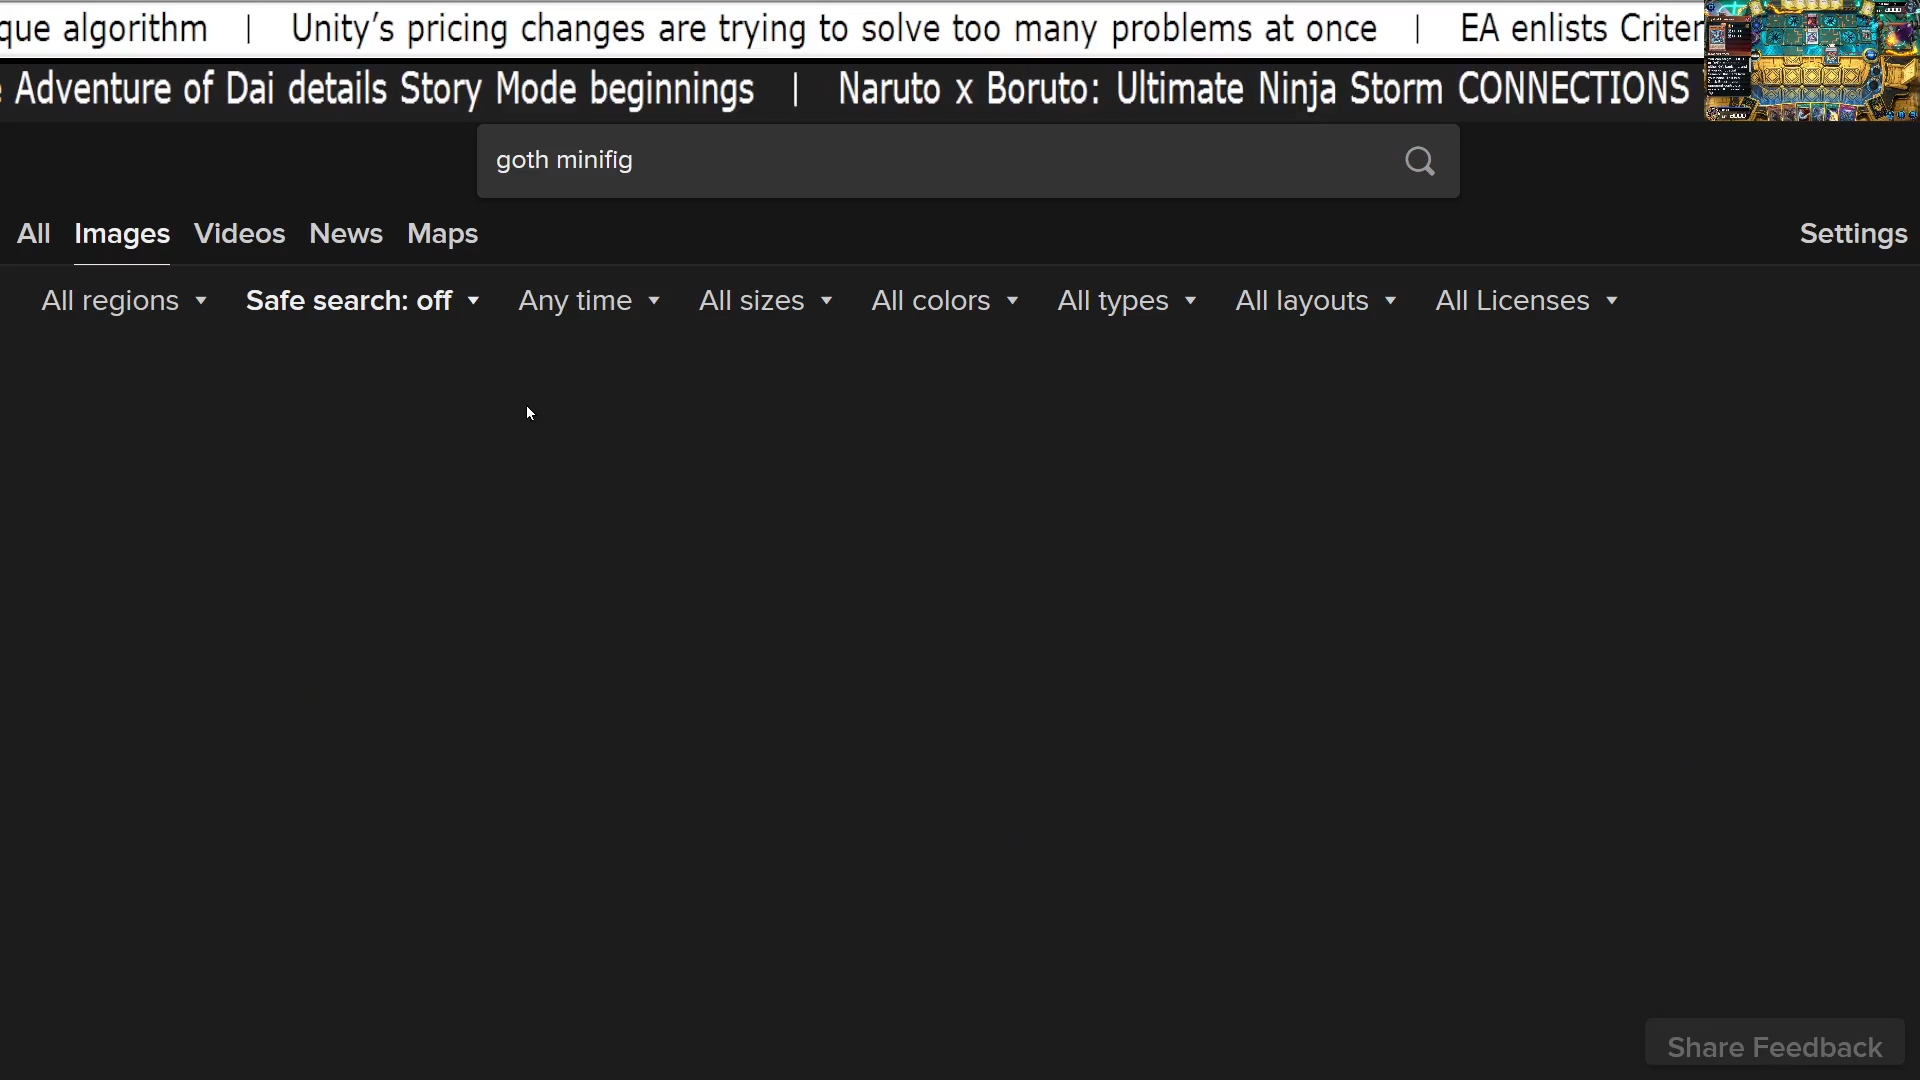 que algorithm | Unity’s pricing changes are trying to solve too many problems at once | EA enlists Criter
Adventure of Dai details Story Mode beginnings | Naruto x Boruto: Ultimate Ninja Storm CONNECTIONS
goth minifig
All Images Videos News Maps Settings
All regions Safe search: off Any time All sizes All colors All types All layouts All Licenses
Share Feedback